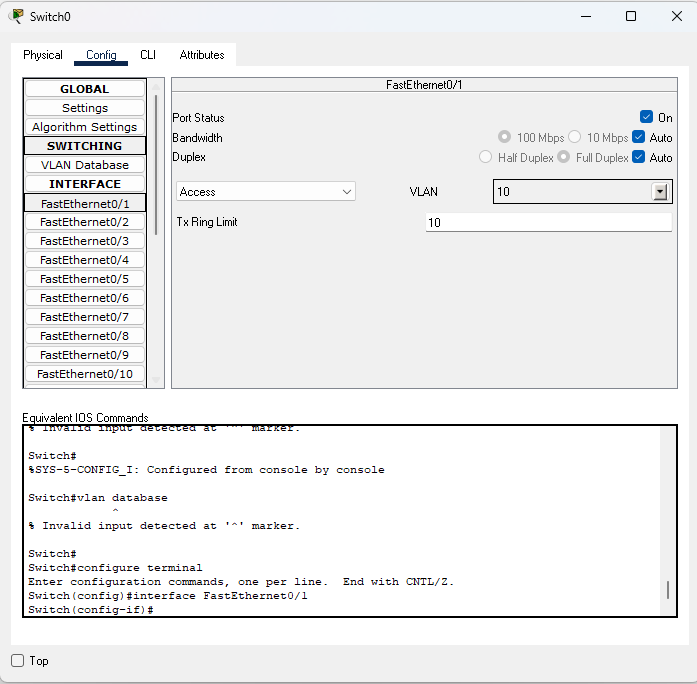 Switch0
Physical Config CLI Attributes
GLOBAL
Settings
Algorithm Settings
SWITCHING
VLAN Database
INTERFACE
FastEthernet0/1
FastEthernet0/2
FastEthernet0/3
FastEthernet0/4
FastEthernet0/5
FastEthernet0/6
FastEthernet0/7
FastEthernet0/8
FastEthernet0/9
FastEthernet0/10
FastEthernet0/1
Port Status On
Bandwidth 100 Mbps 10 Mbps Auto
Duplex Half Duplex Full Duplex Auto
Access VLAN 10
Tx Ring Limit 10
Equivalent IOS Commands
% Invalid input detected at '^' marker.
Switch#
%SYS-5-CONFIG_I: Configured from console by console
Switch#vlan database
^
% Invalid input detected at '^' marker.
Switch#
Switch#configure terminal
Enter configuration commands, one per line.  End with CNTL/Z.
Switch(config)#interface FastEthernet0/1
Switch(config-if)#
Top